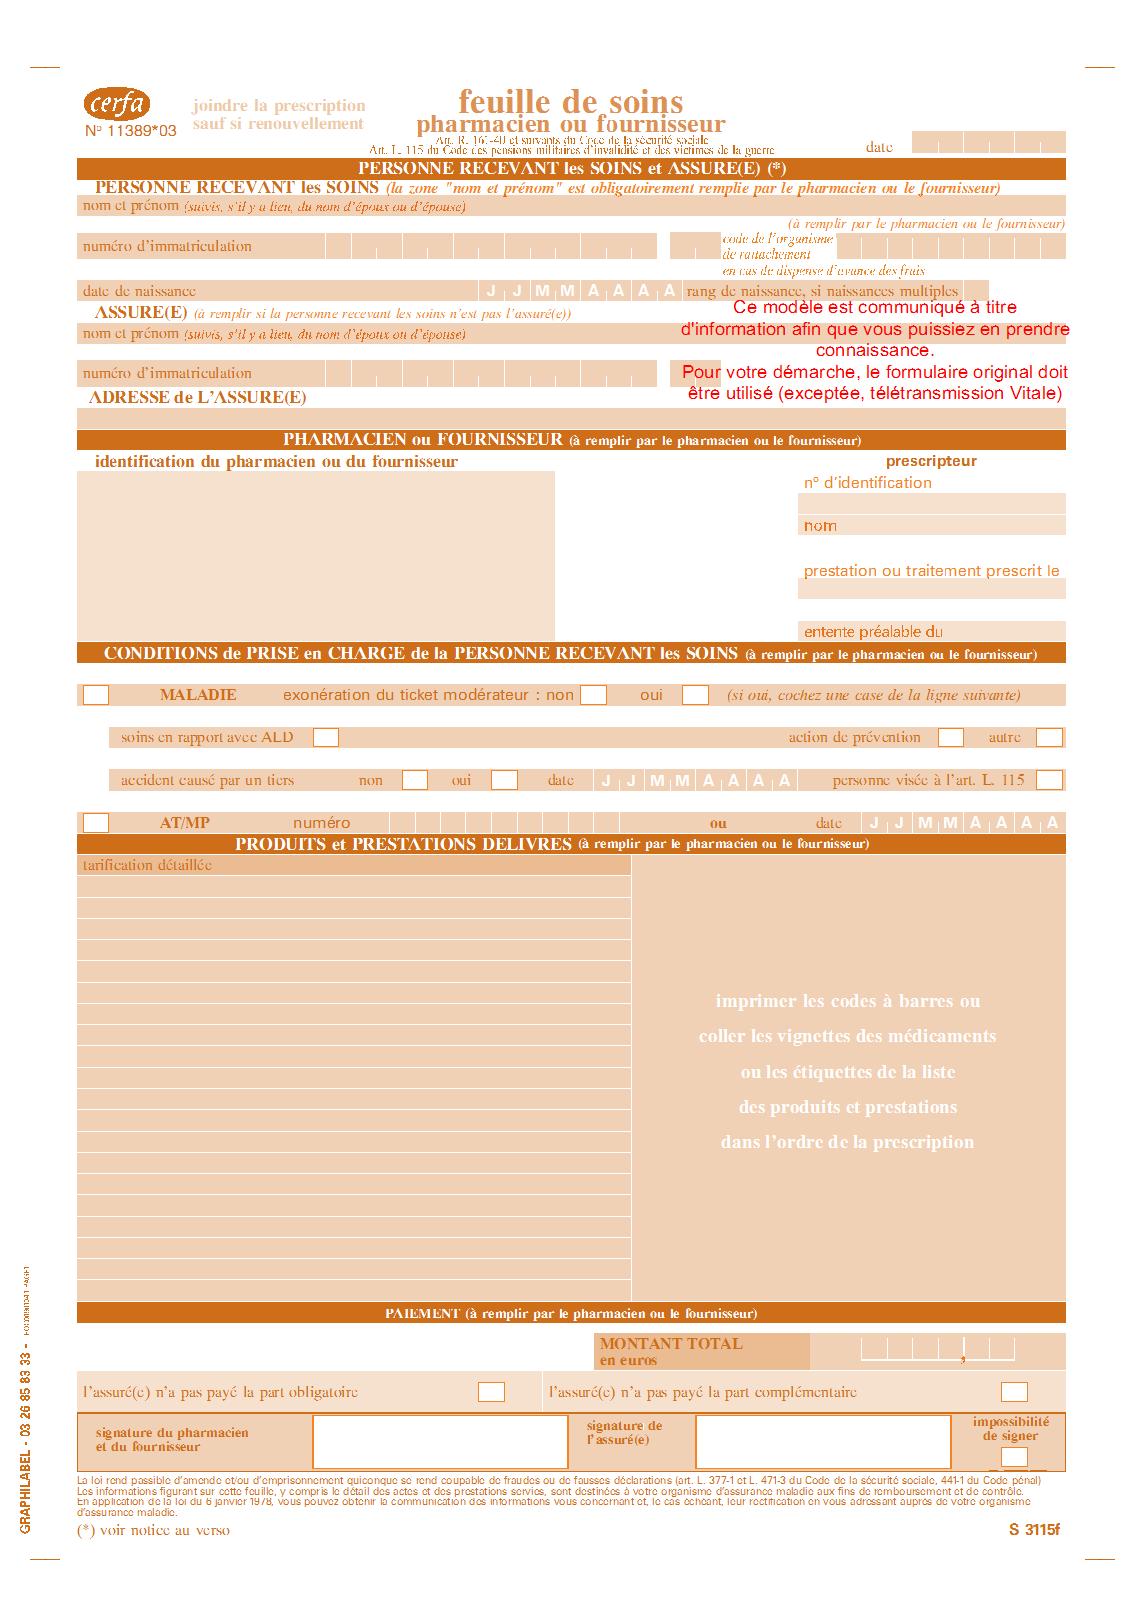 cerfa
N° 11389*03
joindre la prescription
sauf si renouvellement
feuille de soins
pharmacien ou fournisseur
Art. R. 161-40 et suivants du Code de la sécurité sociale
Art. L. 115 du Code des pensions militaires d'invalidité et des victimes de la guerre
date
PERSONNE RECEVANT les SOINS et ASSURE(E) (*)
PERSONNE RECEVANT les SOINS (la zone "nom et prénom" est obligatoirement remplie par le pharmacien ou le fournisseur)
nom et prénom (suivis, s'il y a lieu, du nom d'époux ou d'épouse)
(à remplir par le pharmacien ou le fournisseur)
numéro d'immatriculation
code de l'organisme
de rattachement
en cas de dispense d'avance des frais
date de naissance J J M M A A A A rang de naissance, si naissances multiples
ASSURE(E) (à remplir si la personne recevant les soins n'est pas l'assuré(e))
nom et prénom (suivis, s'il y a lieu, du nom d'époux ou d'épouse)
numéro d'immatriculation
Ce modèle est communiqué à titre
d'information afin que vous puissiez en prendre
connaissance.
Pour votre démarche, le formulaire original doit
être utilisé (exceptée, télétransmission Vitale)
ADRESSE de L'ASSURE(E)
PHARMACIEN ou FOURNISSEUR (à remplir par le pharmacien ou le fournisseur)
identification du pharmacien ou du fournisseur
prescripteur
n° d'identification
nom
prestation ou traitement prescrit le
entente préalable du
CONDITIONS de PRISE en CHARGE de la PERSONNE RECEVANT les SOINS (à remplir par le pharmacien ou le fournisseur)
MALADIE exonération du ticket modérateur : non oui (si oui, cochez une case de la ligne suivante)
soins en rapport avec ALD action de prévention autre
accident causé par un tiers non oui date J J M M A A A A personne visée à l'art. L. 115
AT/MP numéro ou date J J M M A A A A
PRODUITS et PRESTATIONS DELIVRES (à remplir par le pharmacien ou le fournisseur)
tarification détaillée
imprimer les codes à barres ou
coller les vignettes des médicaments
ou les étiquettes de la liste
des produits et prestations
dans l'ordre de la prescription
PAIEMENT (à remplir par le pharmacien ou le fournisseur)
MONTANT TOTAL
en euros
,
l'assuré(e) n'a pas payé la part obligatoire
l'assuré(e) n'a pas payé la part complémentaire
signature du pharmacien
et du fournisseur
signature de
l'assuré(e)
impossibilité
de signer
La loi rend passible d'amende et/ou d'emprisonnement quiconque se rend coupable de fraudes ou de fausses déclarations (art. L. 377-1 et L. 471-3 du Code de la sécurité sociale, 441-1 du Code pénal)
Les informations figurant sur cette feuille, y compris le détail des actes et des prestations servis, sont destinées à votre organisme d'assurance maladie aux fins de remboursement et de contrôle.
En application de la loi du 6 janvier 1978, vous pouvez obtenir la communication des informations vous concernant et, le cas échéant, leur rectification en vous adressant auprès de votre organisme
d'assurance maladie.
(*) voir notice au verso
S 3115f
GRAPHILABEL - 03 26 85 83 33 -